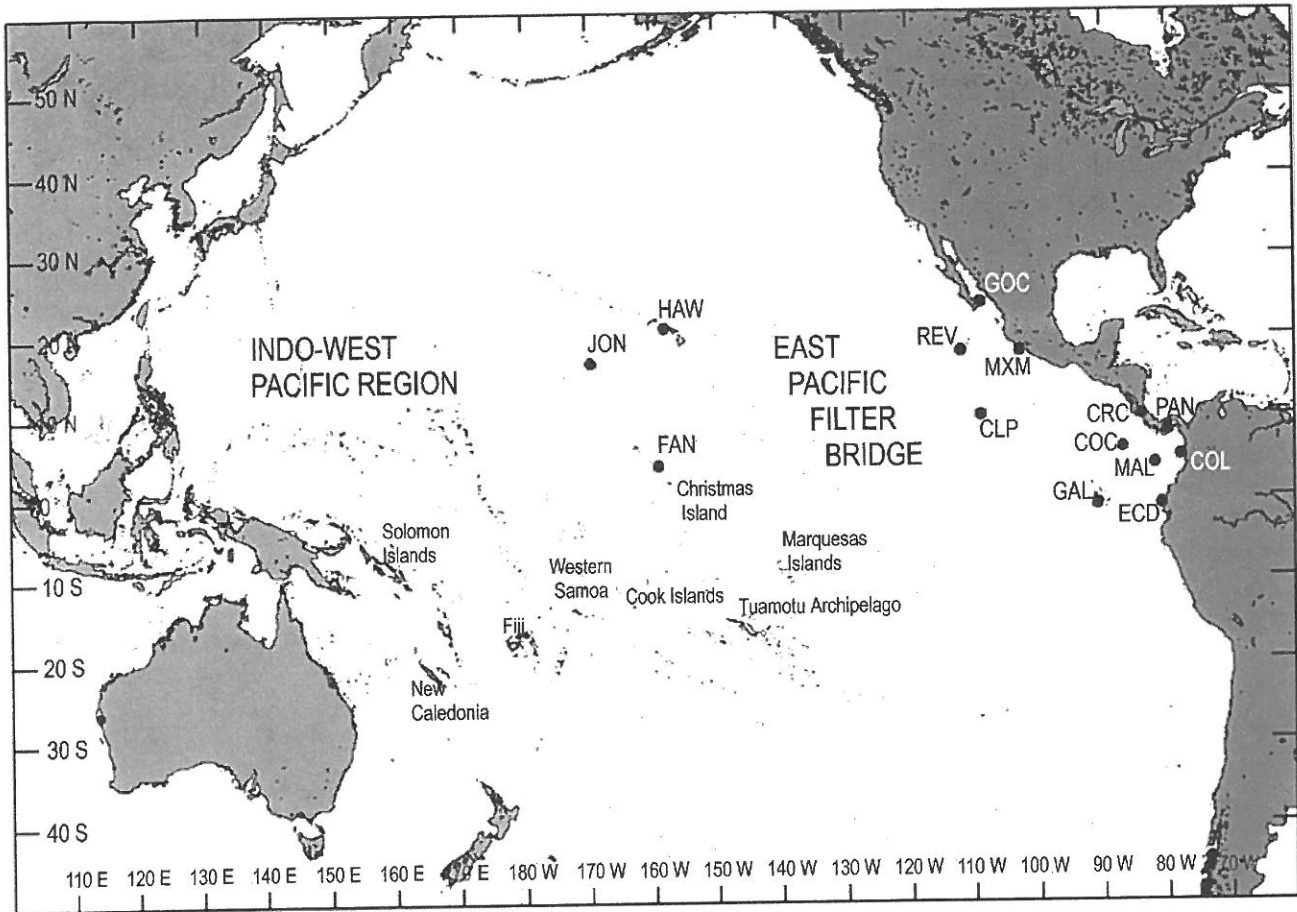 50 N
40 N
30 N
20 N
10 N
0
10 S
20 S
30 S
40 S
INDO-WEST
PACIFIC REGION
HAW
JON
FAN
Christmas
Island
Solomon
Islands
Western
Samoa
Cook Islands
Fiji
New
Caledonia
Marquesas
Islands
Tuamotu Archipelago
EAST
PACIFIC
FILTER
BRIDGE
GOC
REV
MXM
CLP
CRC
PAN
COC
MAL
COL
GAL
ECD
110 E 120 E 130 E 140 E 150 E 160 E 170 E 180 W 170 W 160 W 150 W 140 W 130 W 120 W 110 W 100 W 90 W 80 W 70 W